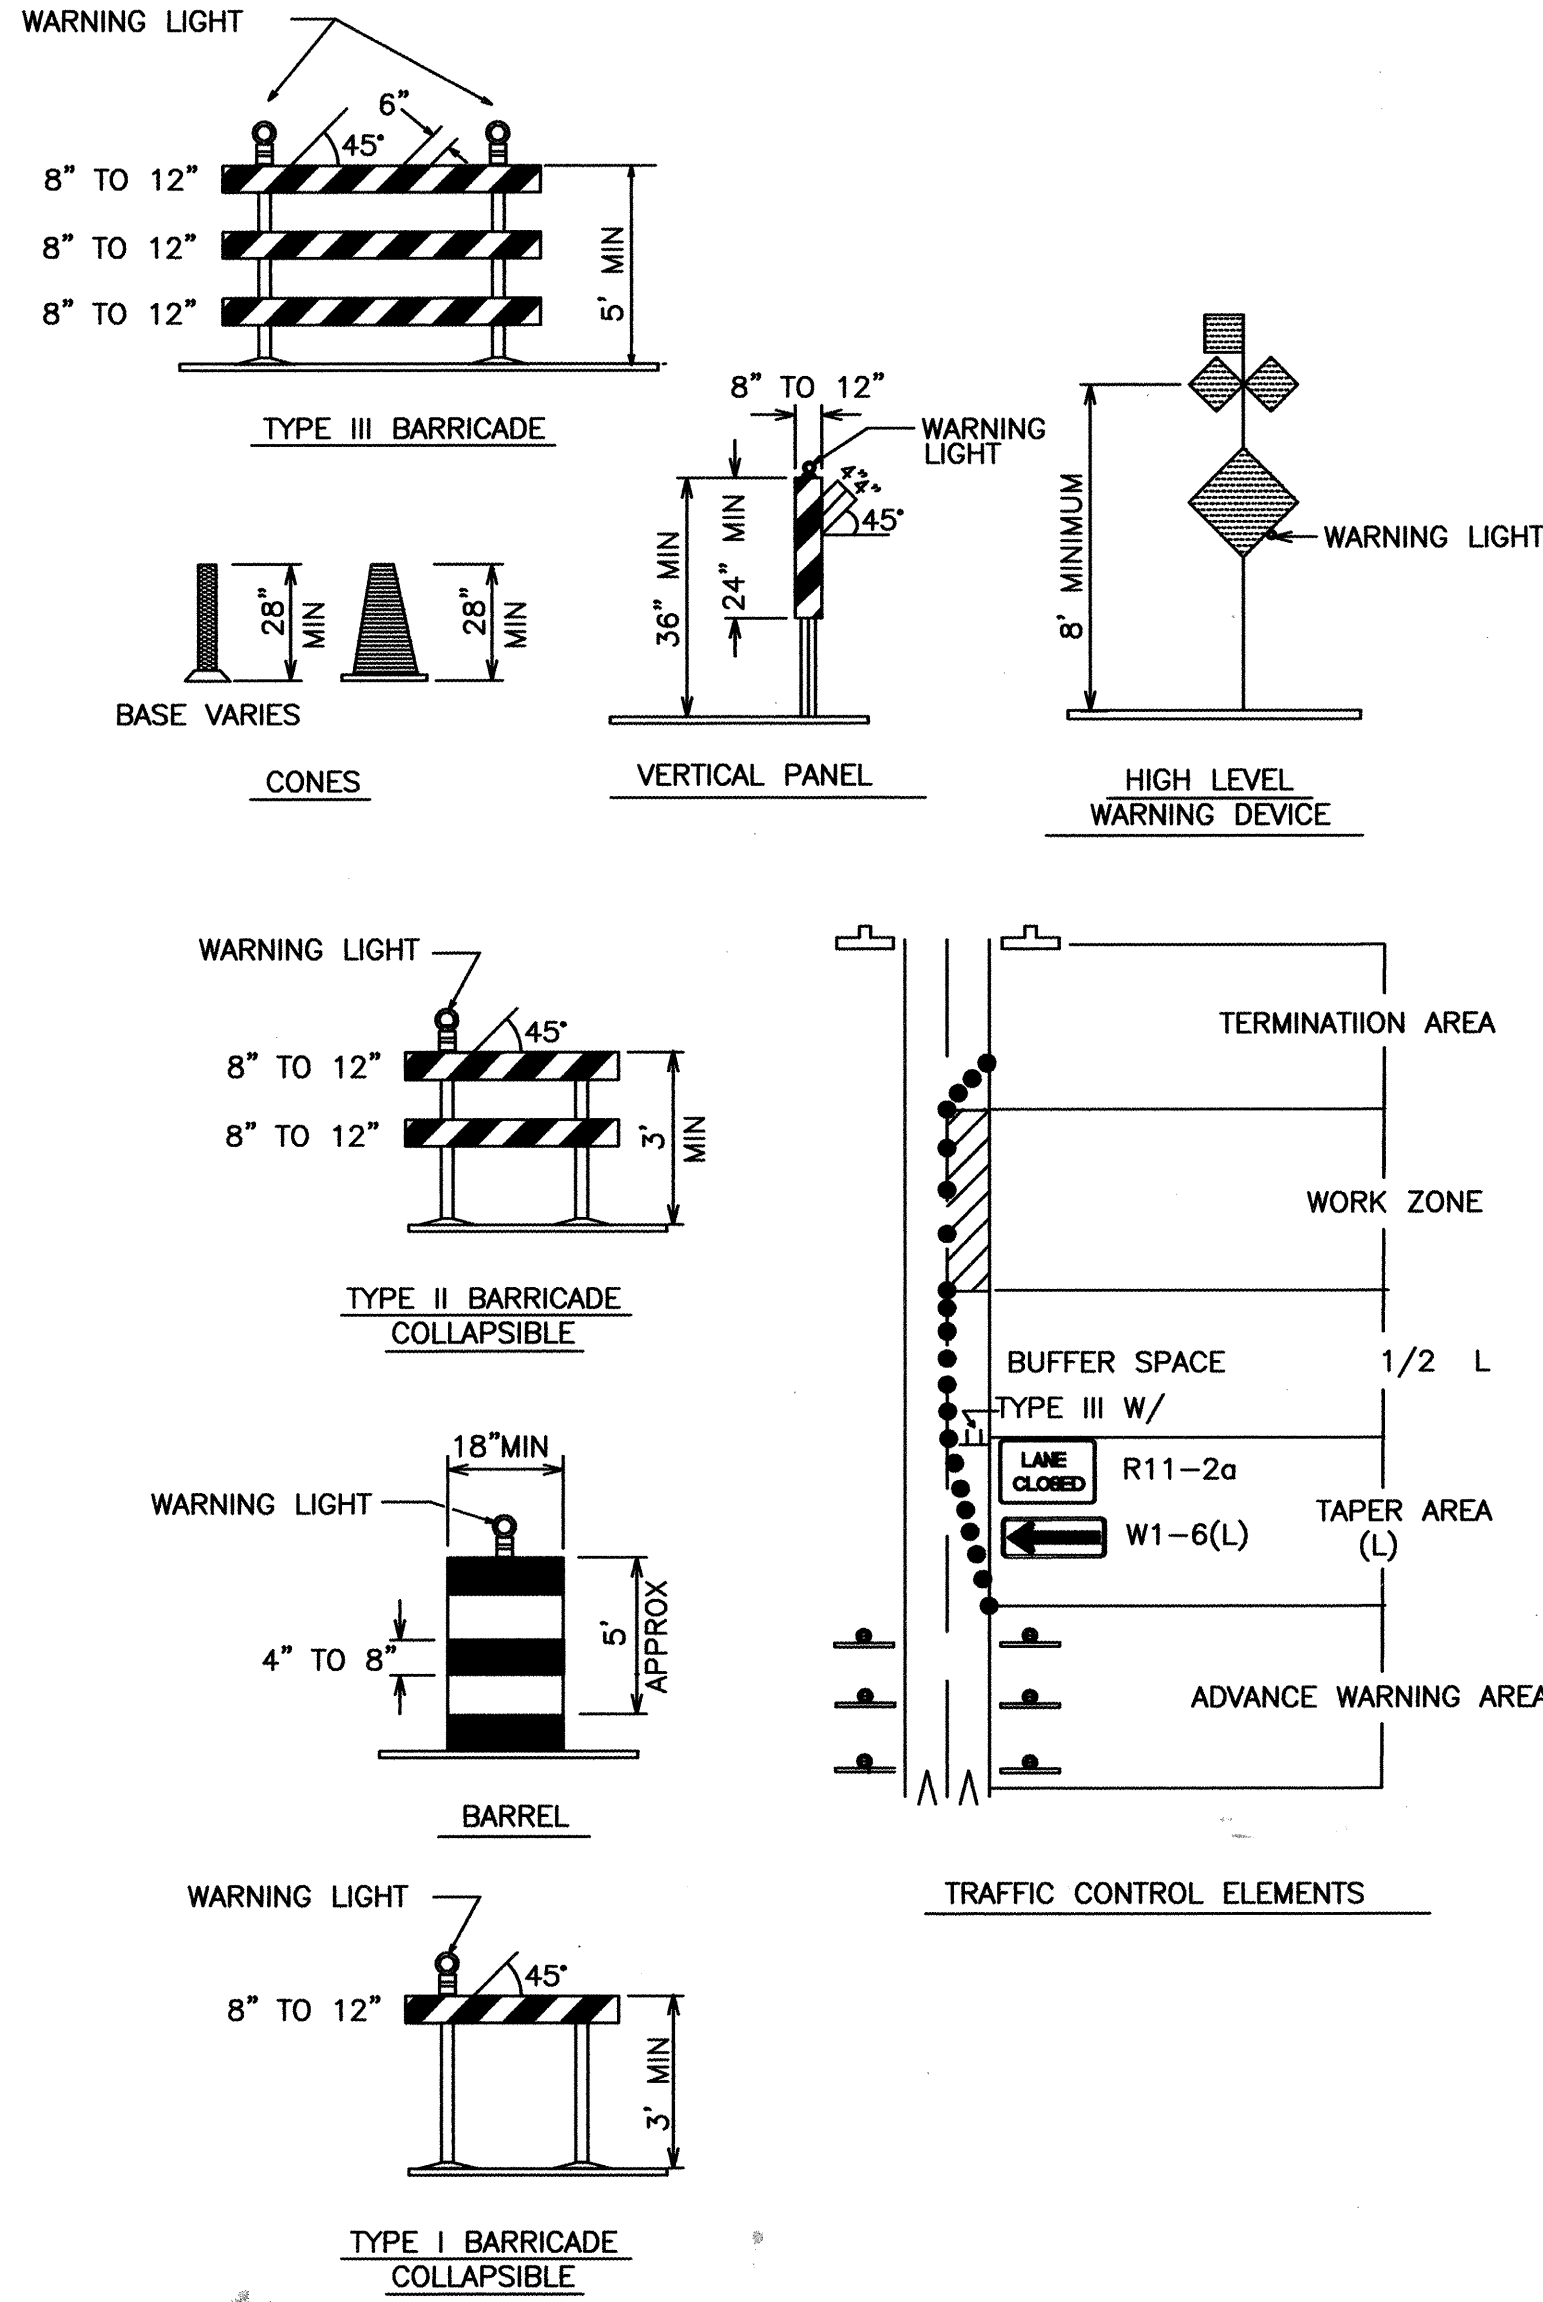 WARNING LIGHT
6”
45°
8” TO 12”
8” TO 12”
8” TO 12”
5' MIN
TYPE III BARRICADE
28” MIN
28” MIN
BASE VARIES
CONES
8” TO 12”
WARNING
LIGHT
4”
4”
45°
24” MIN
36” MIN
VERTICAL PANEL
8' MINIMUM
WARNING LIGHT
HIGH LEVEL
WARNING DEVICE
WARNING LIGHT
45°
8” TO 12”
8” TO 12”
3'
MIN
TYPE II BARRICADE
COLLAPSIBLE
18”MIN
WARNING LIGHT
4” TO 8”
5'
APPROX
BARREL
WARNING LIGHT
45°
8” TO 12”
3' MIN
TYPE I BARRICADE
COLLAPSIBLE
TERMINATIION AREA
WORK ZONE
BUFFER SPACE 1/2 L
TYPE III W/
LANE
CLOSED
R11-2a
W1-6(L)
TAPER AREA
(L)
ADVANCE WARNING AREA
TRAFFIC CONTROL ELEMENTS